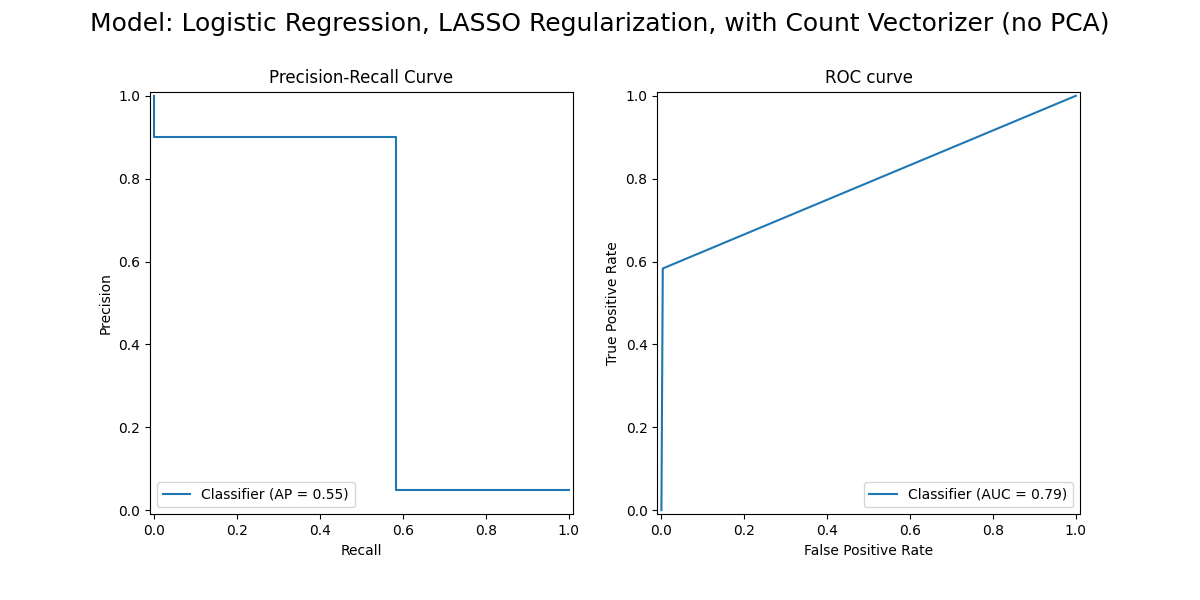 Model: Logistic Regression, LASSO Regularization, with Count Vectorizer (no PCA)
Precision-Recall Curve
1.0
0.8
0.6
0.4
0.2
0.0
Precision
Classifier (AP = 0.55)
0.0 0.2 0.4 0.6 0.8 1.0
Recall
ROC curve
1.0
0.8
0.6
0.4
0.2
0.0
True Positive Rate
Classifier (AUC = 0.79)
0.0 0.2 0.4 0.6 0.8 1.0
False Positive Rate